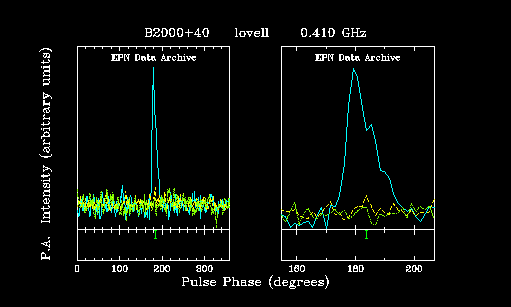 B2000+40 lovell 0.410 GHz
EPN Data Archive EPN Data Archive
P.A. Intensity (arbitrary units)
0 100 200 300 160 180 200
Pulse Phase (degrees)